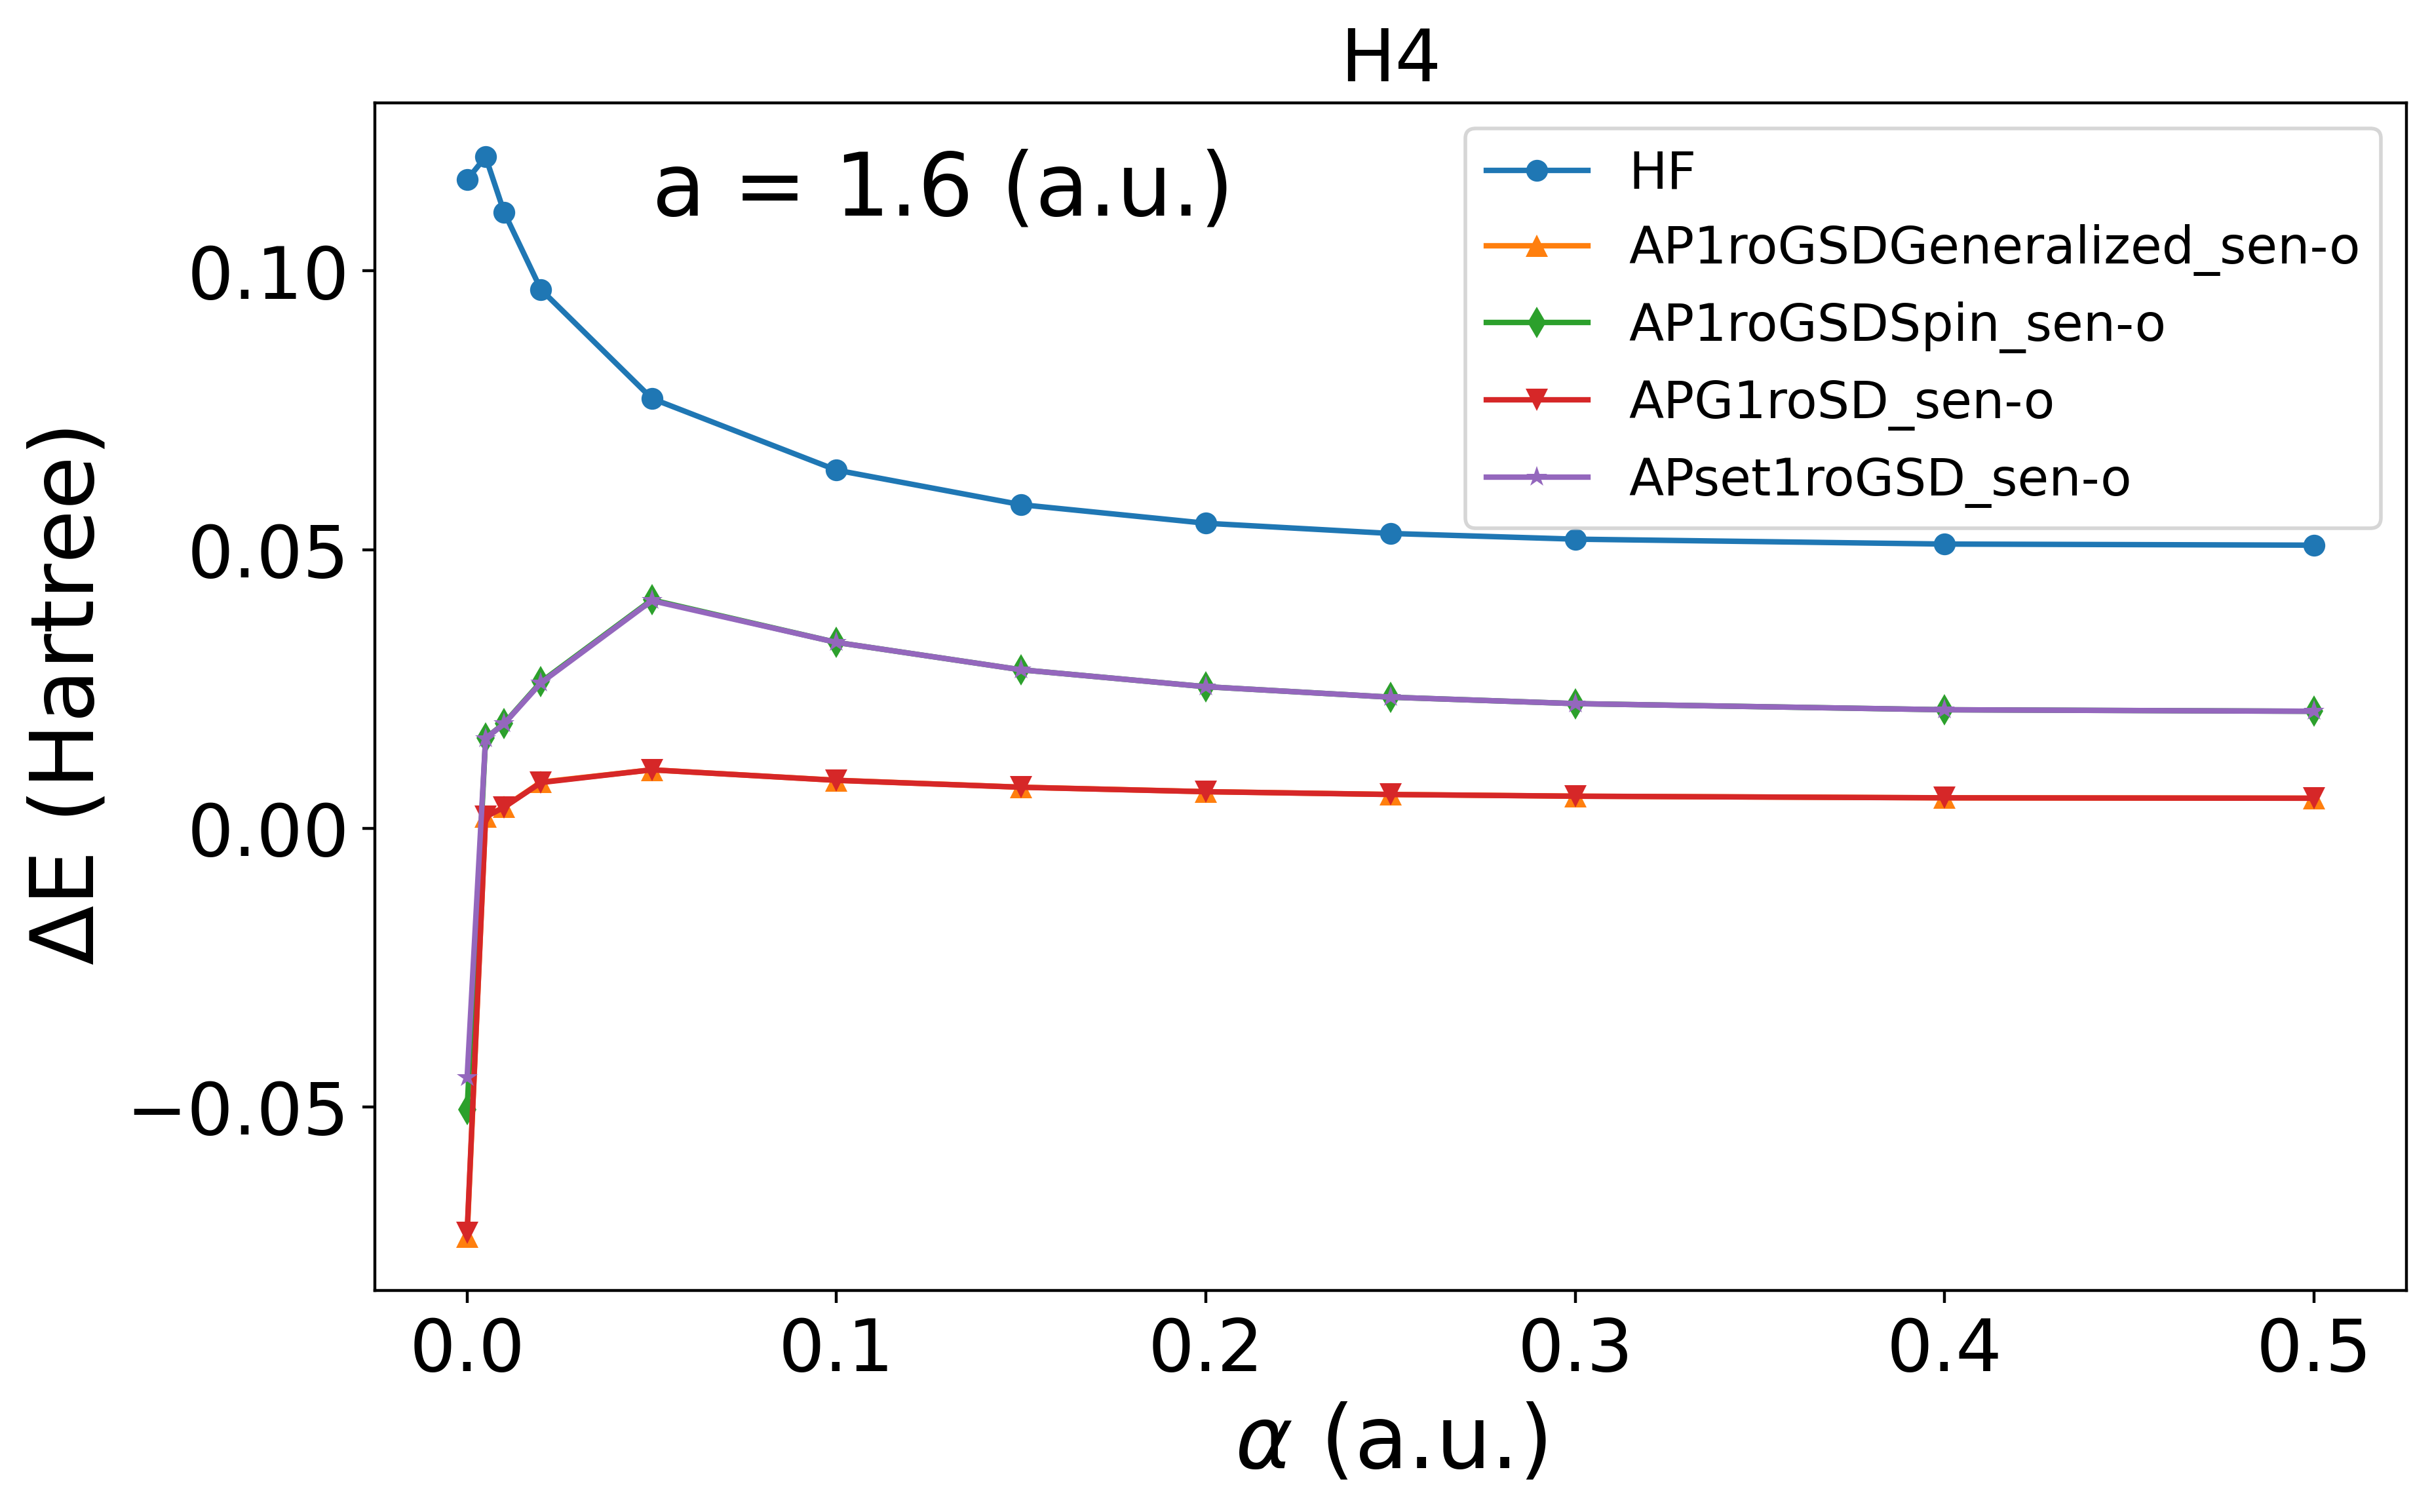 H4
a = 1.6 (a.u.)
HF
AP1roGSDGeneralized_sen-o
AP1roGSDSpin_sen-o
APG1roSD_sen-o
APset1roGSD_sen-o
ΔE (Hartree)
0.10
0.05
0.00
−0.05
0.0 0.1 0.2 0.3 0.4 0.5
α (a.u.)